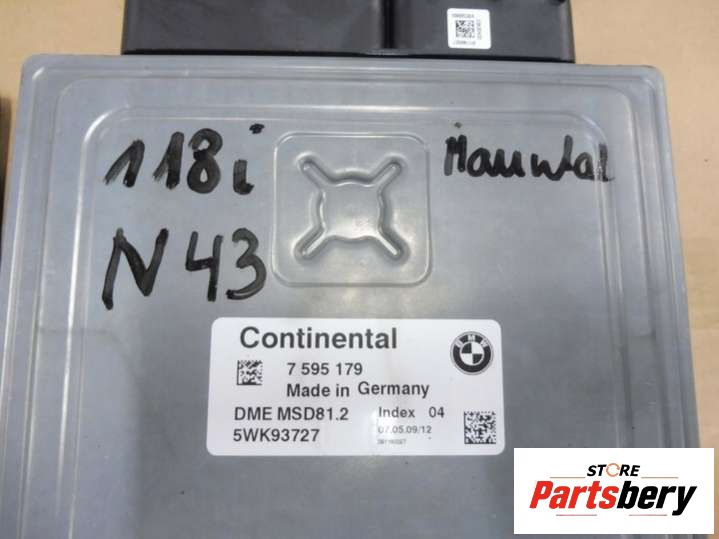 118i
Manual
N43
Continental
BMW
7 595 179
Made in Germany
DME MSD81.2 Index 04
5WK93727 07.05.09/12
STORE
Partsbery